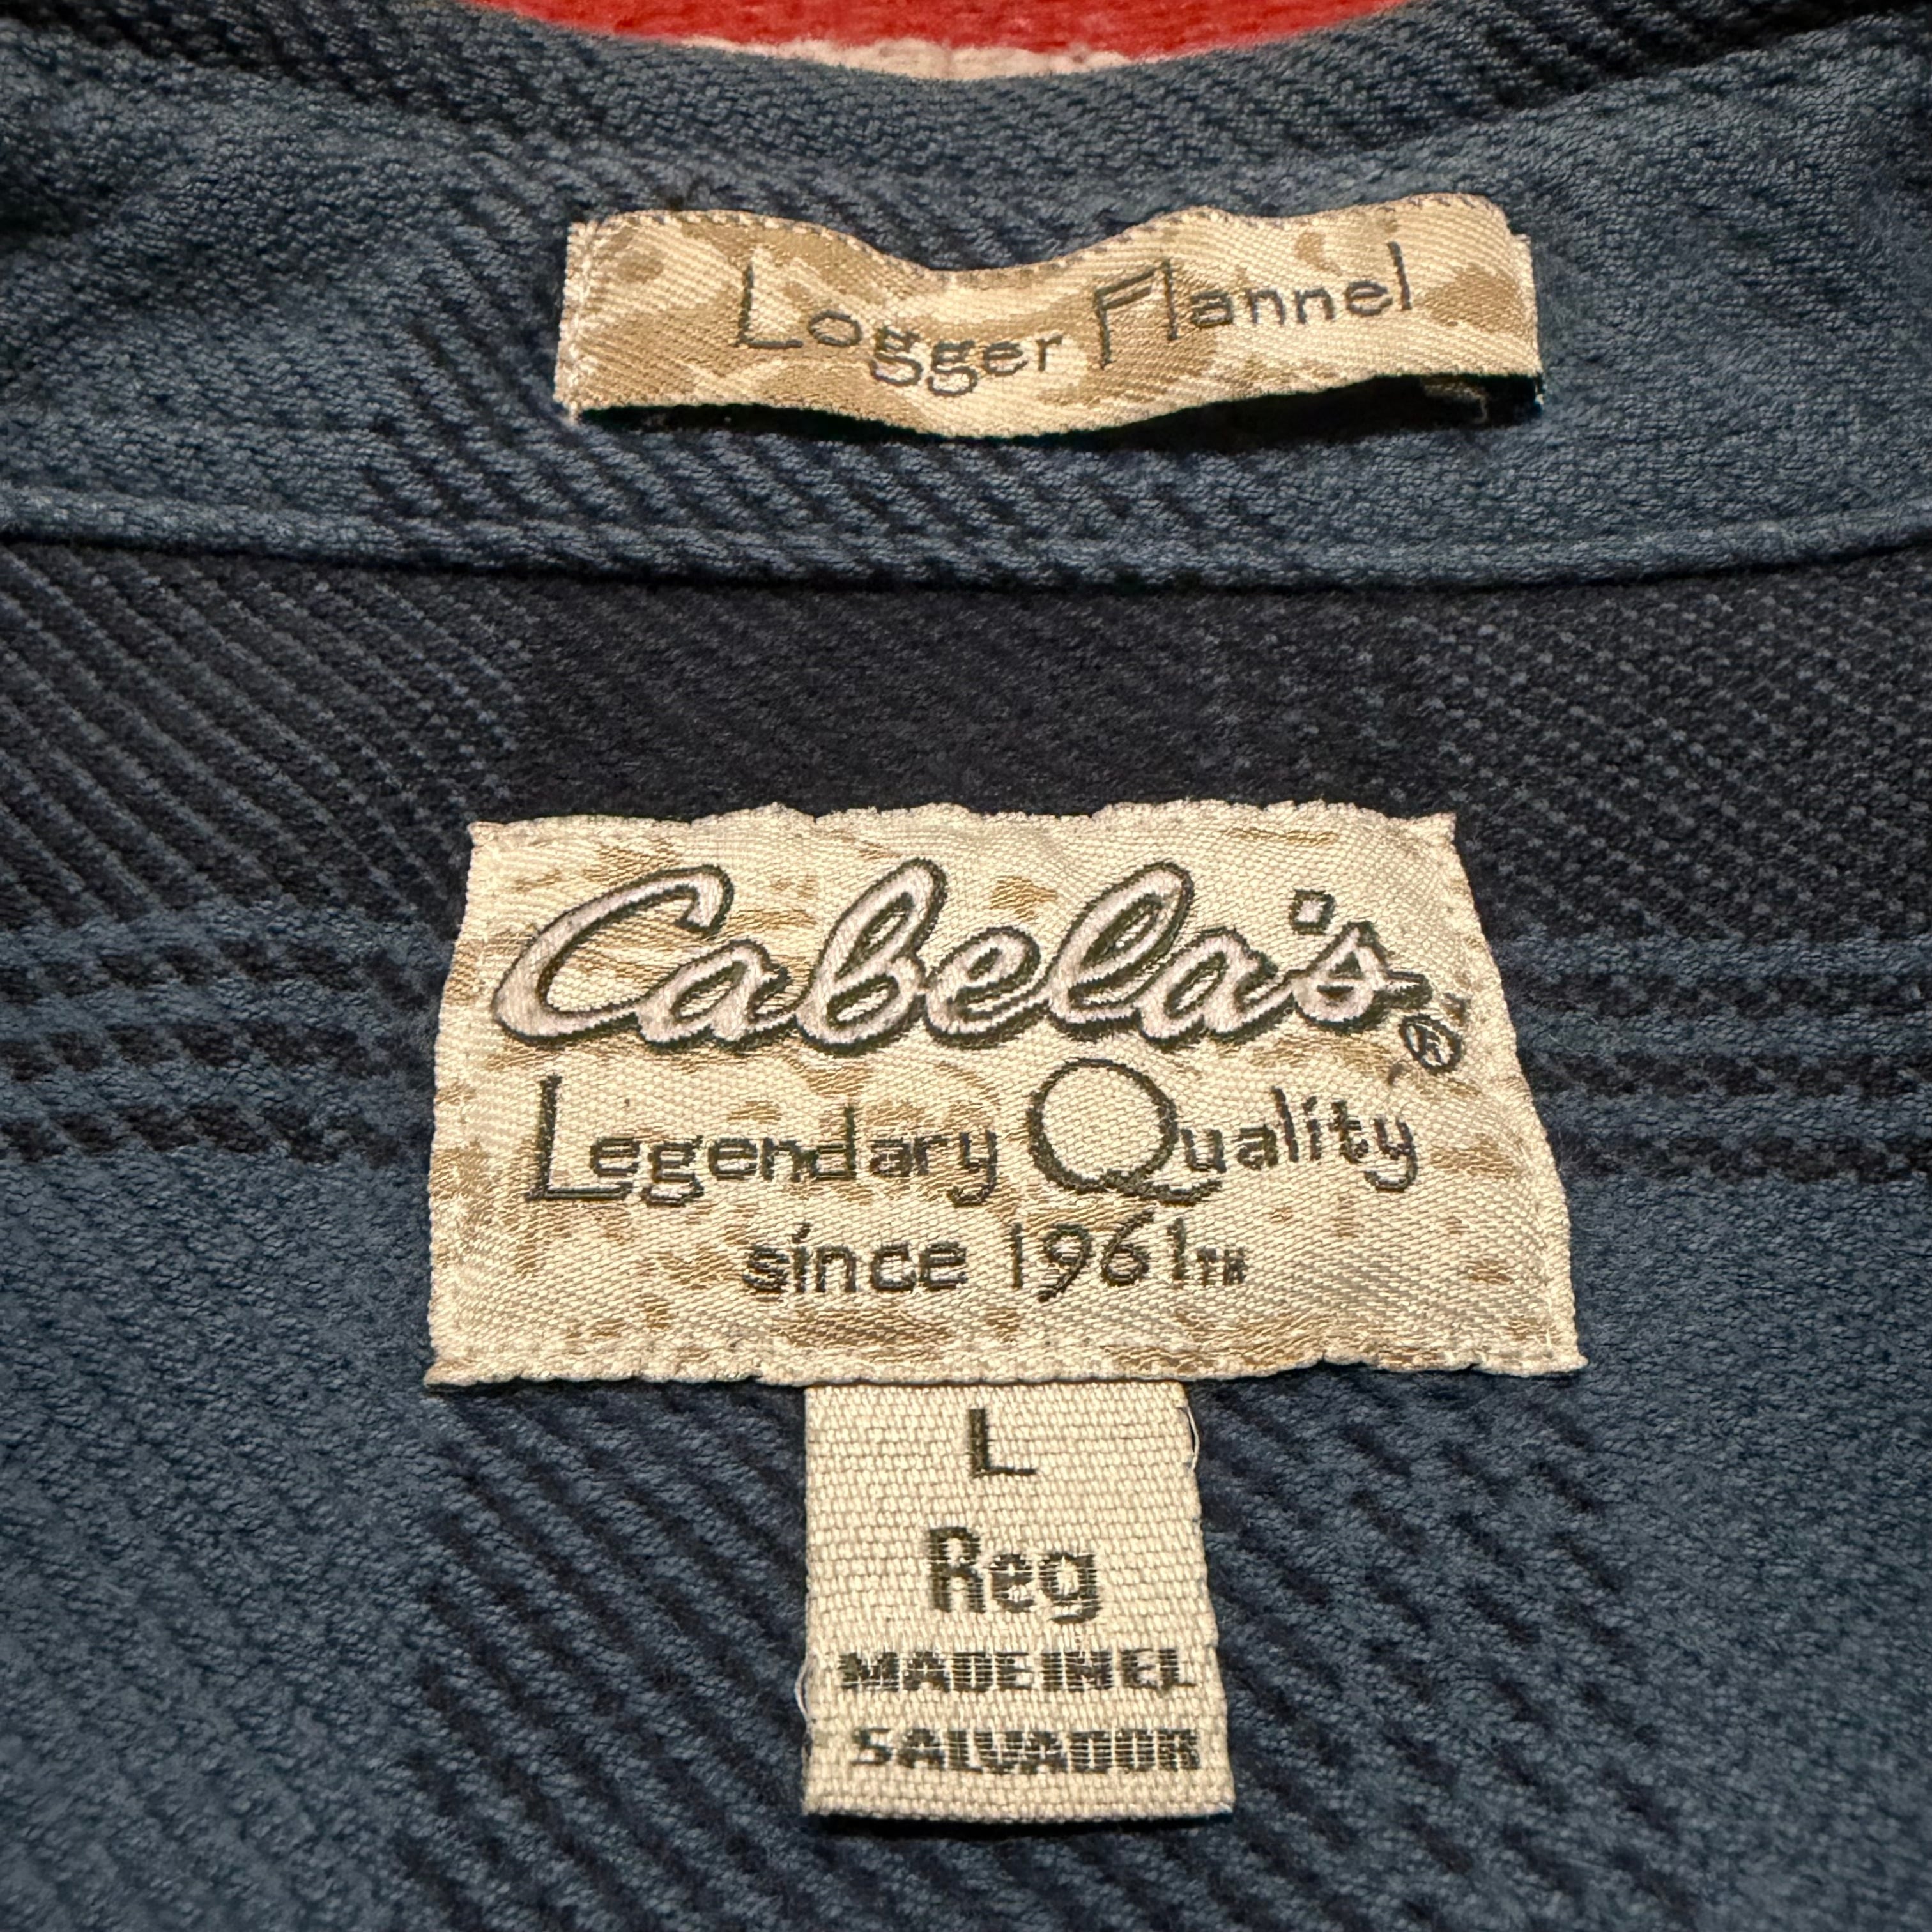 Logger Flannel
Cabela's®
Legendary Quality
since 1961™
L
Reg
MADE IN EL
SALVADOR